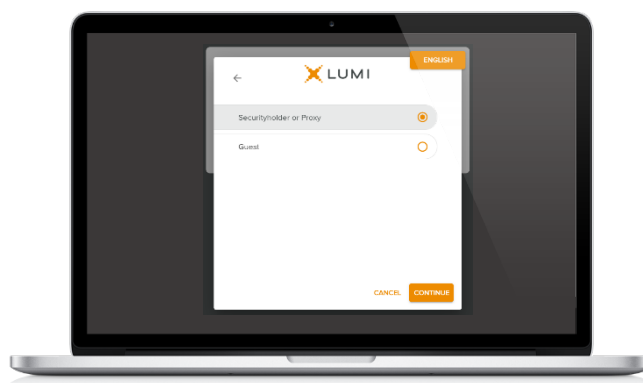 ENGLISH
LUMI
Securityholder or Proxy
Guest
CANCEL
CONTINUE